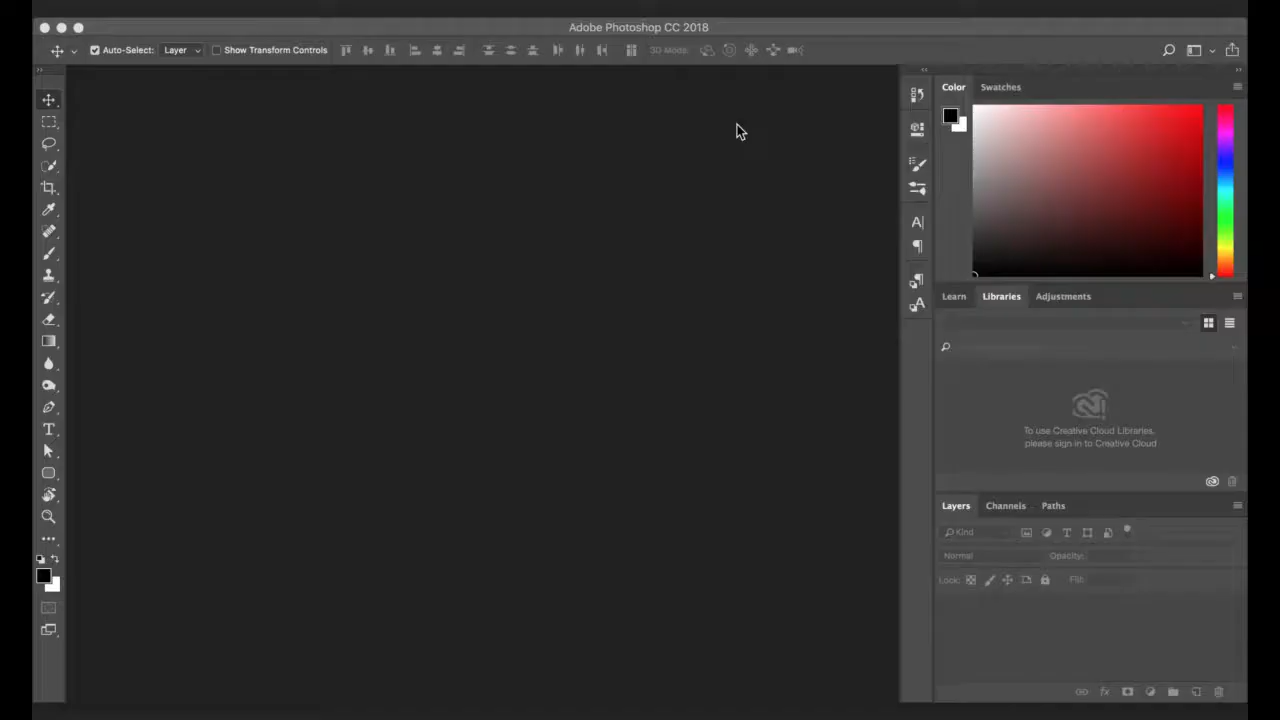 Adobe Photoshop CC 2018
Auto-Select: Layer Show Transform Controls 3D Mode:
Color Swatches
Learn Libraries Adjustments
To use Creative Cloud Libraries,
please sign in to Creative Cloud
Layers Channels Paths
Kind
Normal Opacity:
Lock: Fill: